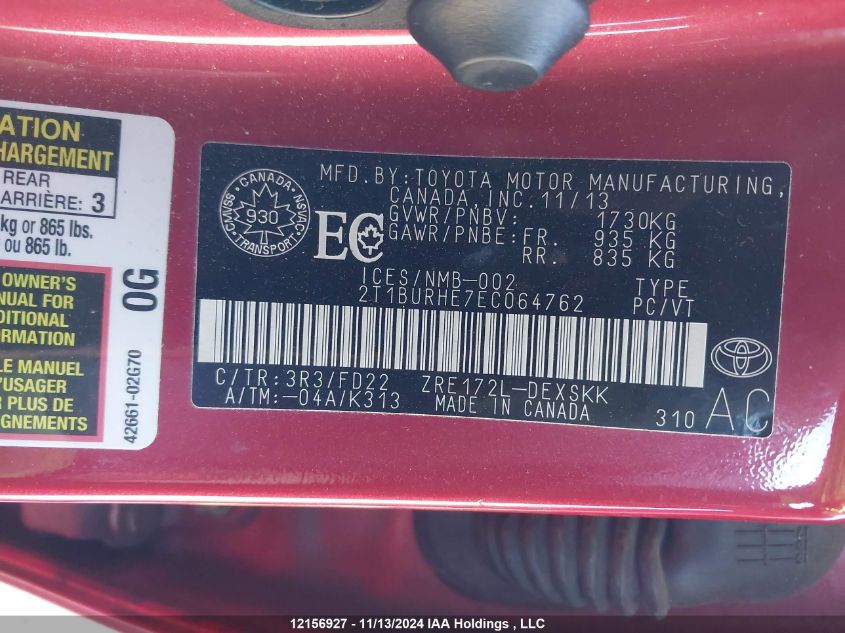 ATION
HARGEMENT
REAR
ARRIÈRE: 3
kg or 865 lbs.
ou 865 lb.
OWNER'S
NUAL FOR
DITIONAL
ORMATION
LE MANUEL
'USAGER
R PLUS DE
IGNEMENTS
0G
42661-02G70
CANADA
CMVSS 930 NSVAC
TRANSPORT
EC
MFD.BY:TOYOTA MOTOR MANUFACTURING,
CANADA,INC.11/13
GVWR/PNBV: 1730KG
GAWR/PNBE:FR. 935 KG
RR. 835 KG
ICES/NMB-002 TYPE
2T1BURHE7EC064762 PC/VT
C/TR:3R3/FD22 ZRE172L-DEXSKK
A/TM:-04A/K313 MADE IN CANADA
310 AC
12156927 - 11/13/2024 IAA Holdings , LLC